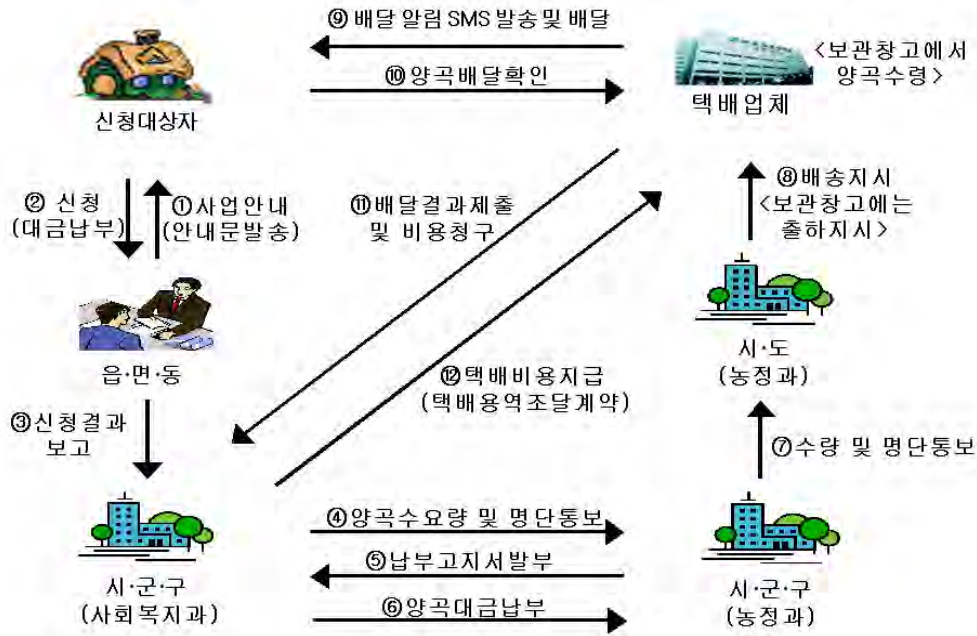 ⑨ 배달 알림 SMS 발송 및 배달
⑩ 양곡배달확인
<보관창고에서
양곡수령>
신청대상자
택배업체
② 신청
(대금납부)
①사업안내
(안내문발송)
⑪배달결과제출
및 비용청구
⑧배송지시
<보관창고에는
출하지시>
읍·면·동
시·도
(농정과)
⑫택배비용지급
(택배용역조달계약)
③신청결과
보고
⑦수량 및 명단통보
④양곡수요량 및 명단통보
⑤납부고지서발부
⑥양곡대금납부
시·군·구
(사회복지과)
시·군·구
(농정과)